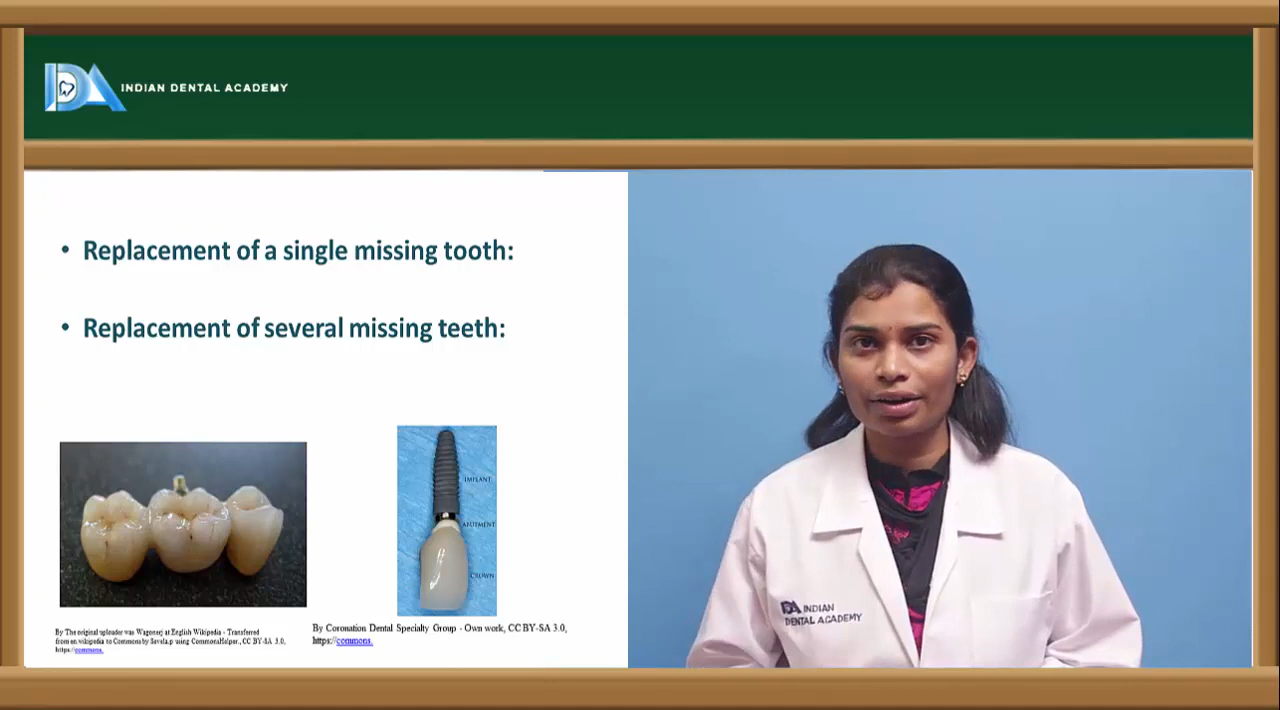 INDIAN DENTAL ACADEMY
• Replacement of a single missing tooth:
• Replacement of several missing teeth:
IMPLANT
ABUTMENT
CROWN
By The original uploader was Wagonerj at English Wikipedia - Transferred
from en.wikipedia to Commons by Sevela.p using CommonsHelper., CC BY-SA 3.0,
https://commons.
By Coronation Dental Specialty Group - Own work, CC BY-SA 3.0,
https://commons.
IDA INDIAN
DENTAL ACADEMY